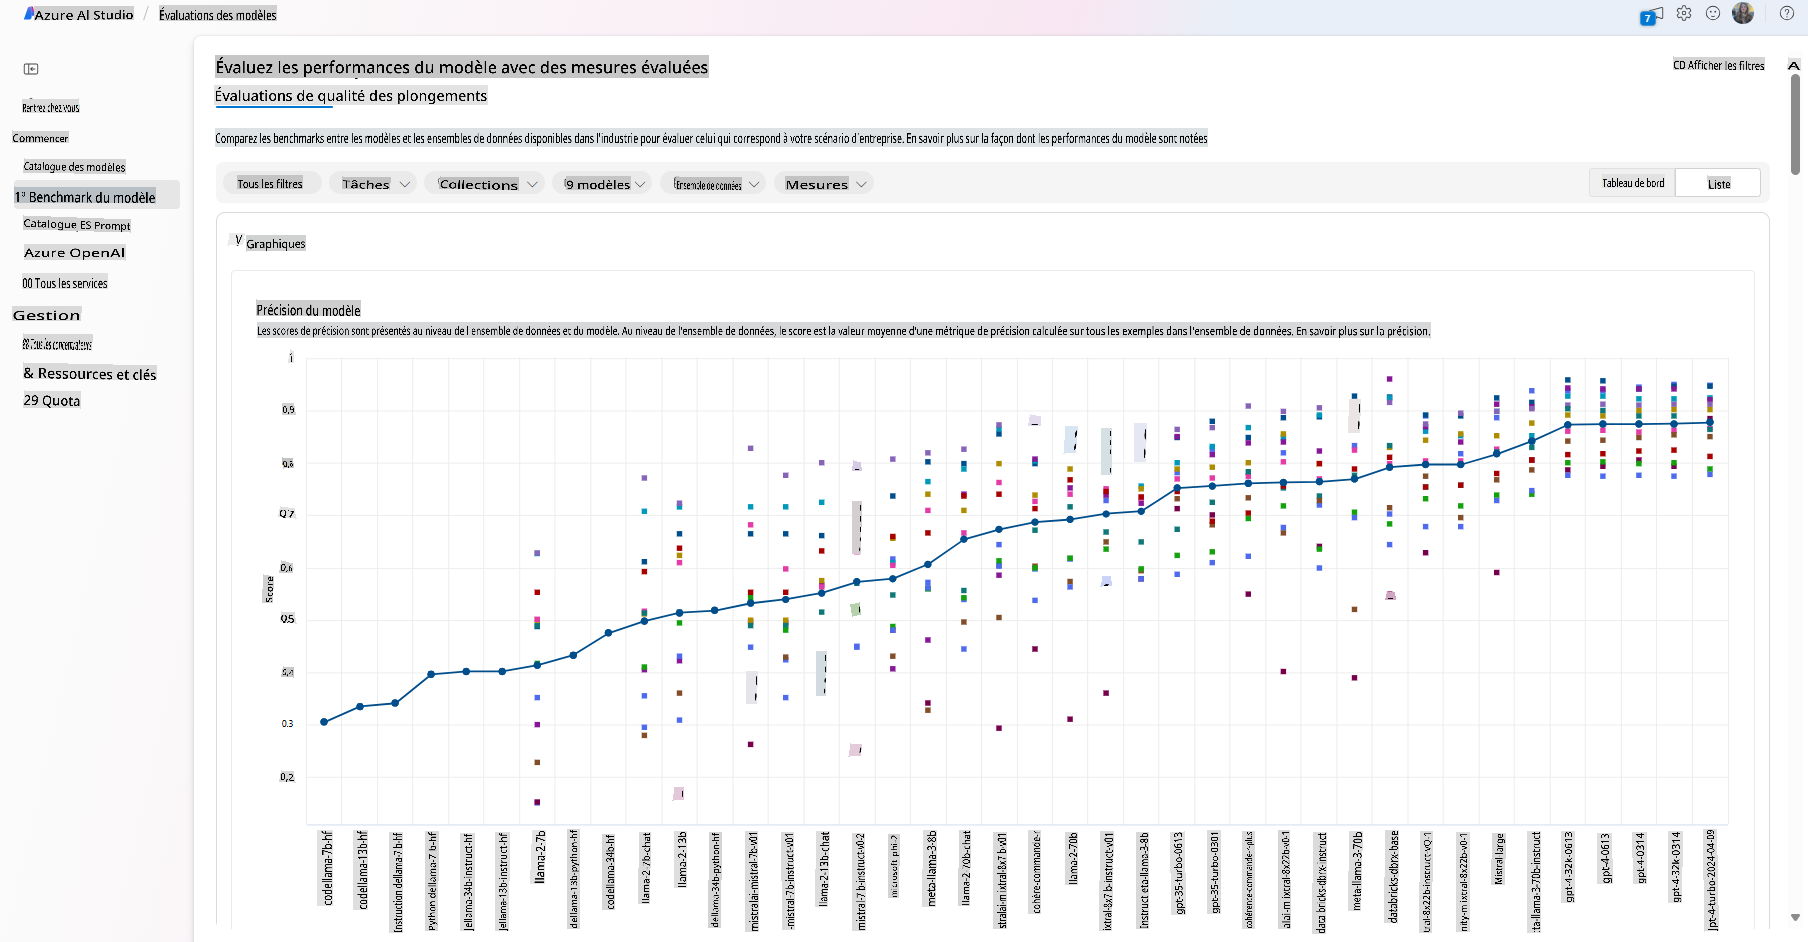 Azure AI Studio / Évaluations des modèles
7
Rentrez chez vous
Commencer
Catalogue des modèles
1º Benchmark du modèle
Catalogue ES Prompt
Azure OpenAI
00 Tous les services
Gestion
& Ressources et clés
29 Quota
Évaluez les performances du modèle avec des mesures évaluées
CD Afficher les filtres
A
Évaluations de qualité des plongements
Comparez les benchmarks entre les modèles et les ensembles de données disponibles dans l'industrie pour évaluer celui qui correspond à votre scénario d'entreprise. En savoir plus sur la façon dont les performances du modèle sont notées
Tous les filtres
Tâches
Collections
9 modèles
Ensemble de données
Mesures
Tableau de bord
Liste
V Graphiques
Précision du modèle
Les scores de précision sont présentés au niveau de l'ensemble de données et du modèle. Au niveau de l'ensemble de données, le score est la valeur moyenne d'une métrique de précision calculée sur tous les exemples dans l'ensemble de données. En savoir plus sur la précision.
1
0,9
0,7
0,5
0,4
0.3
0,2
Score
codellama-7b-hf
codellama-13b-hf
Instruction dellama-7 b-hf
Python dellama-7 b-hf
jellama-34b-instruct-hf
jellama-13b-instruct-hf
llama-2-7b
dellama-13b-python-hf
codellama-34b-hf
llama-2-7b-chat
llama-2-13b
dellama-34b-python-hf
mistralai-mistral-7b-v01
-mistral-7b-instruct-v01
llama-2-13b-chat
mistral-7 b-instruct-v0-2
microsoft-phi-2
meta-llama-3-8b
llama-2-70b-chat
stralai-mixtral-8x7 b-v01
llama-2-70b
ixtral-8x7 b-instruct-v01
Instruct eta-llama-3-8b
gpt-35-turbo-0613
gpt-35-turbo-0301
cohère-commande-r-plus
alai-mixtral-8x22b-v0-1
data bricks-dbrx-instruct
meta-llama-3-70b
databricks-dbrx-base
tral-8x22b-instruct-vO-1
nity-mixtral-8x22b-v0-1
Mistral-large
ta-llama-3-70b-instruct
gpt-4-32k-0613
gpt-4-0613
gpt-4-0314
gpt-4-32k-0314
jpt-4-turbo-2024-04-09